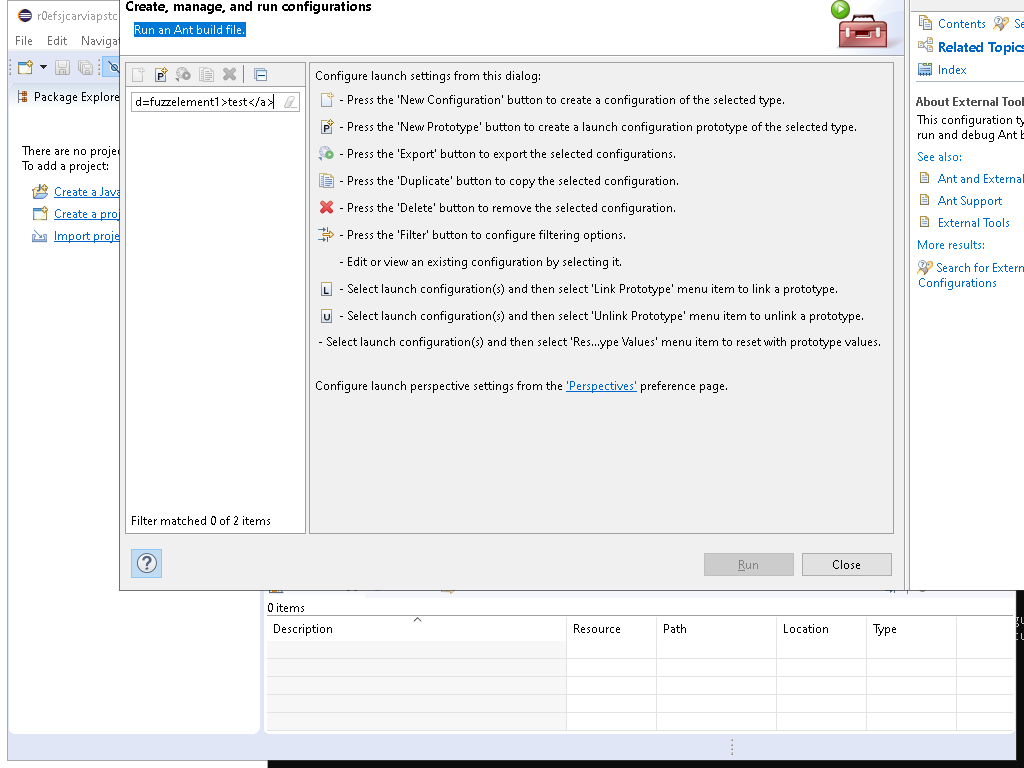 r0efsjcarviapstc
Create, manage, and run configurations
Run an Ant build file.
File Edit Navigat
Package Explore
There are no projec
To add a project:
Create a Java
Create a proj
Import proje
d=fuzzelement1>test</a>
Filter matched 0 of 2 items
Configure launch settings from this dialog:
- Press the 'New Configuration' button to create a configuration of the selected type.
- Press the 'New Prototype' button to create a launch configuration prototype of the selected type.
- Press the 'Export' button to export the selected configurations.
- Press the 'Duplicate' button to copy the selected configuration.
- Press the 'Delete' button to remove the selected configuration.
- Press the 'Filter' button to configure filtering options.
- Edit or view an existing configuration by selecting it.
L - Select launch configuration(s) and then select 'Link Prototype' menu item to link a prototype.
U - Select launch configuration(s) and then select 'Unlink Prototype' menu item to unlink a prototype.
- Select launch configuration(s) and then select 'Res...ype Values' menu item to reset with prototype values.
Configure launch perspective settings from the 'Perspectives' preference page.
? Run Close
Contents Se
Related Topics
Index
About External Tool
This configuration ty
run and debug Ant b
See also:
Ant and External
Ant Support
External Tools
More results:
Search for Extern
Configurations
0 items
Description Resource Path Location Type